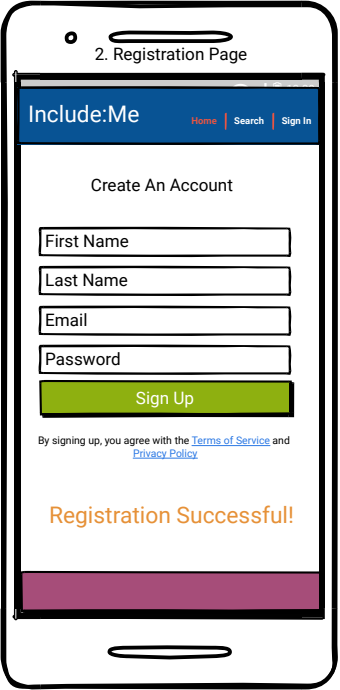 2. Registration Page
Include:Me
Home
Search
Sign In
Create An Account
First Name
Last Name
Email
Password
Sign Up
By signing up, you agree with the Terms of Service and
Privacy Policy
Registration Successful!